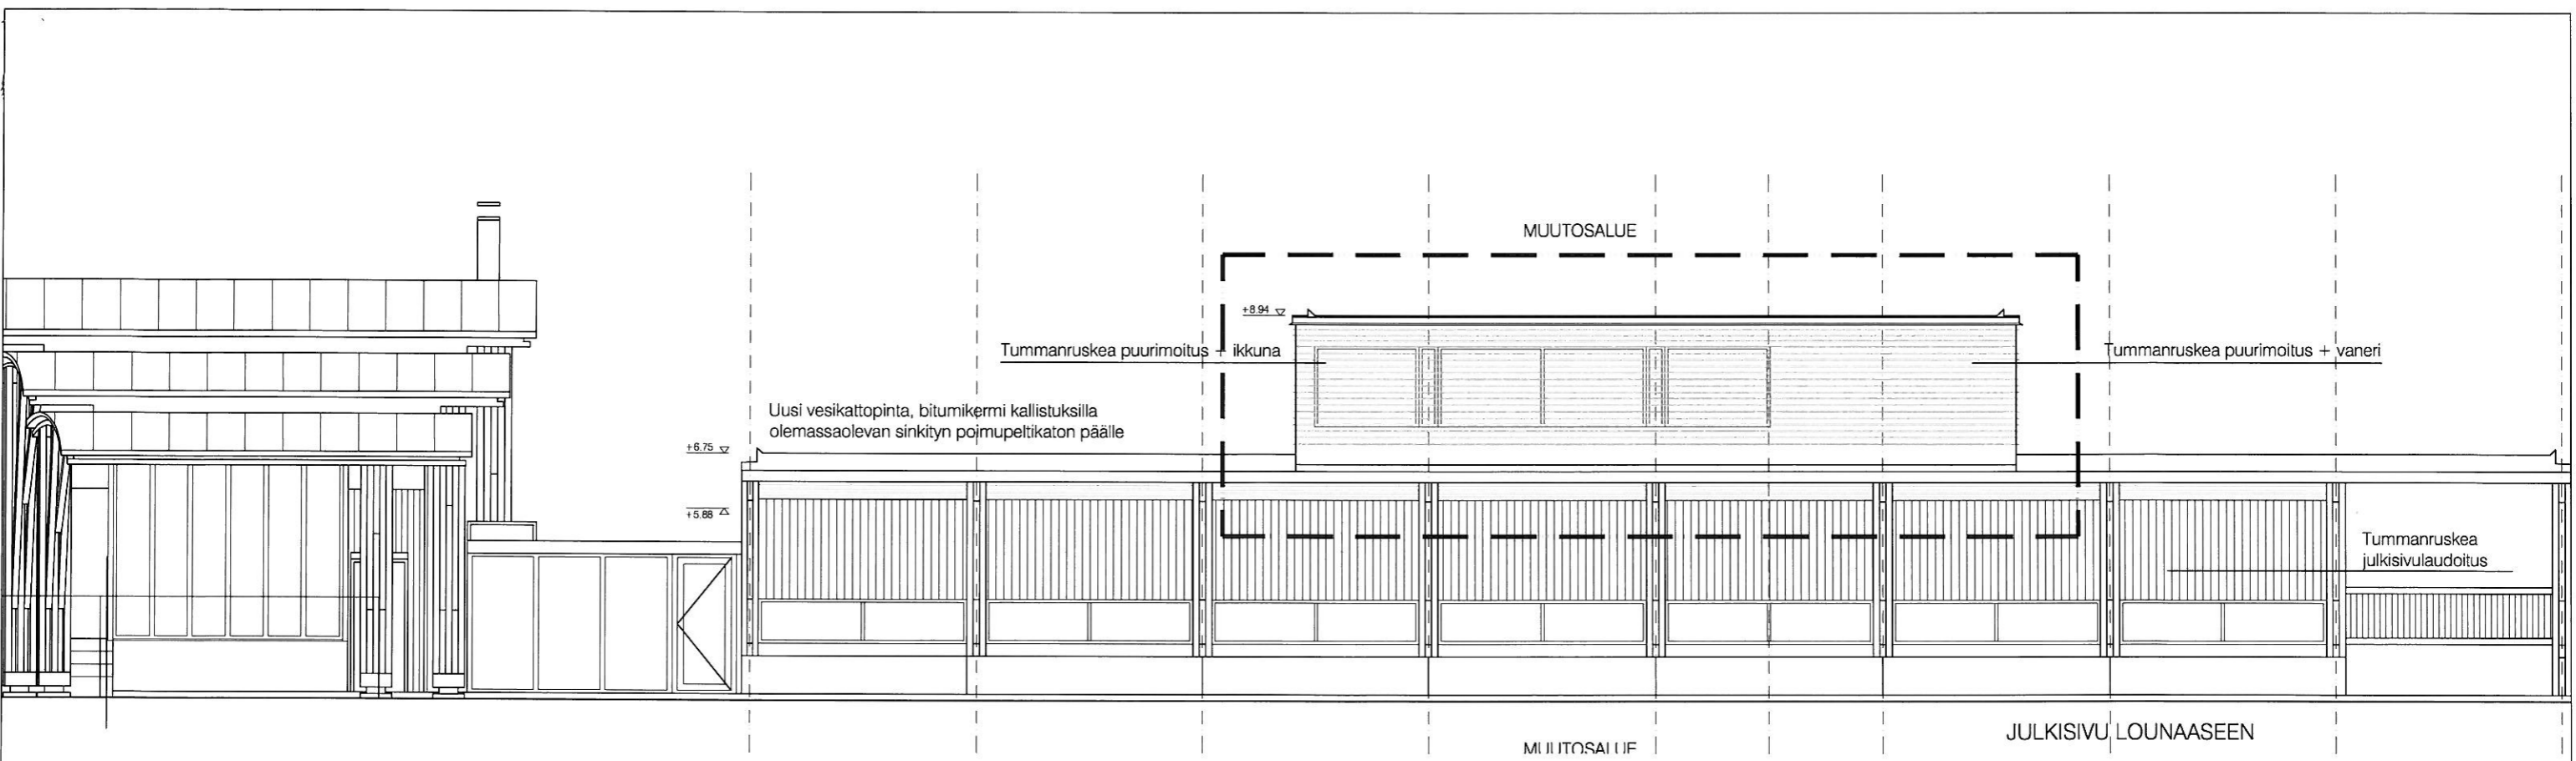 MUUTOSALUE
+8.94
Tummanruskea puurimoitus + ikkuna
Tummanruskea puurimoitus + vaneri
Uusi vesikattopinta, bitumikermi kallistuksilla
olemassaolevan sinkityn poimupeltikaton päälle
+6.75
+5.88
Tummanruskea
julkisivulaudoitus
JULKISIVU LOUNAASEEN
MUUTOSALUE